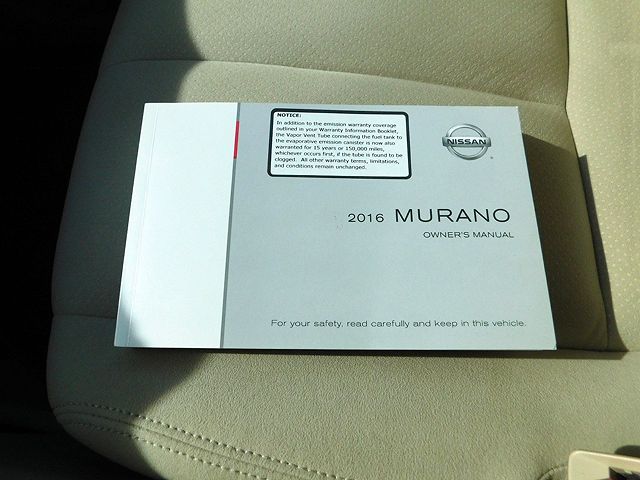 NOTICE:
In addition to the emission warranty coverage
outlined in your Warranty Information Booklet,
the Vapor Vent Tube connecting the fuel tank to
the evaporative emission canister is now also
warranted for 15 years or 150,000 miles,
whichever occurs first, if the tube is found to be
clogged. All other warranty terms, limitations,
and conditions remain unchanged.
NISSAN
2016 MURANO
OWNER'S MANUAL
For your safety, read carefully and keep in this vehicle.